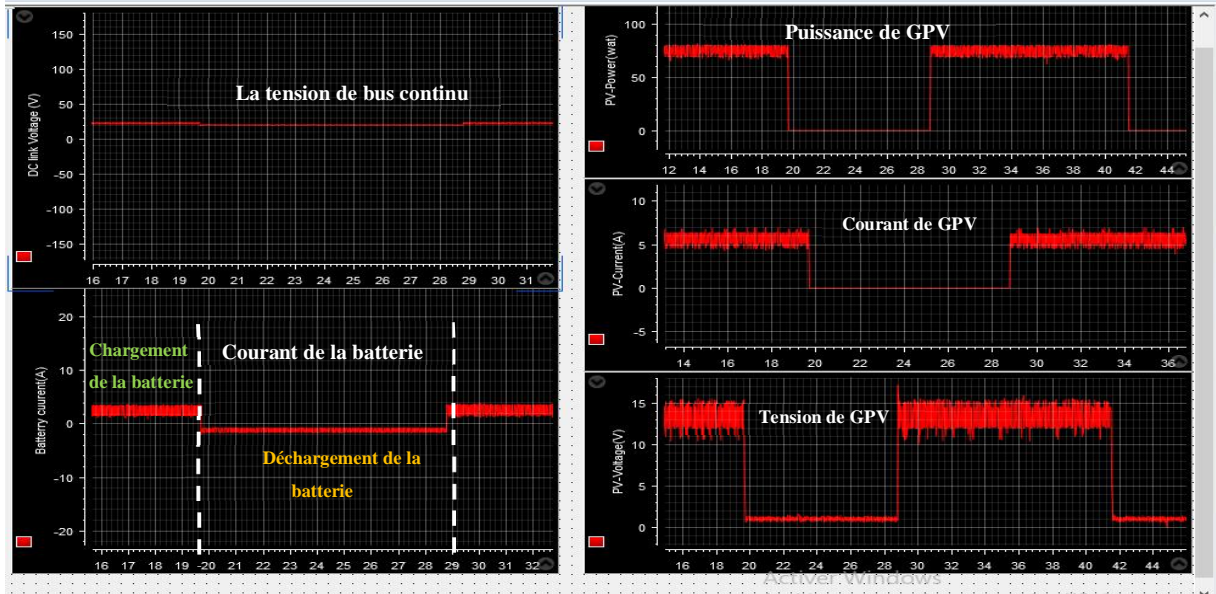 150
100
50
0
-50
-100
-150
DC link Voltage (V)
La tension de bus continu
16 17 18 19 20 21 22 23 24 25 26 27 28 29 30 31
20
10
0
-10
-20
Batterry cuurent(A)
Chargement
de la batterie
Courant de la batterie
Déchargement de la
batterie
16 17 18 19 -20 21 22 23 24 25 26 27 28 29 30 31 32
100
50
0
PV-Power(wat)
Puissance de GPV
12 14 16 18 20 22 24 26 28 30 32 34 36 38 40 42 44
10
5
0
-5
PV-Current(A)
Courant de GPV
14 16 18 20 22 24 26 28 30 32 34 36
15
10
5
0
PV-Voltage(V)
Tension de GPV
16 18 20 22 24 26 28 30 32 34 36 38 40 42 44
Activer Windows